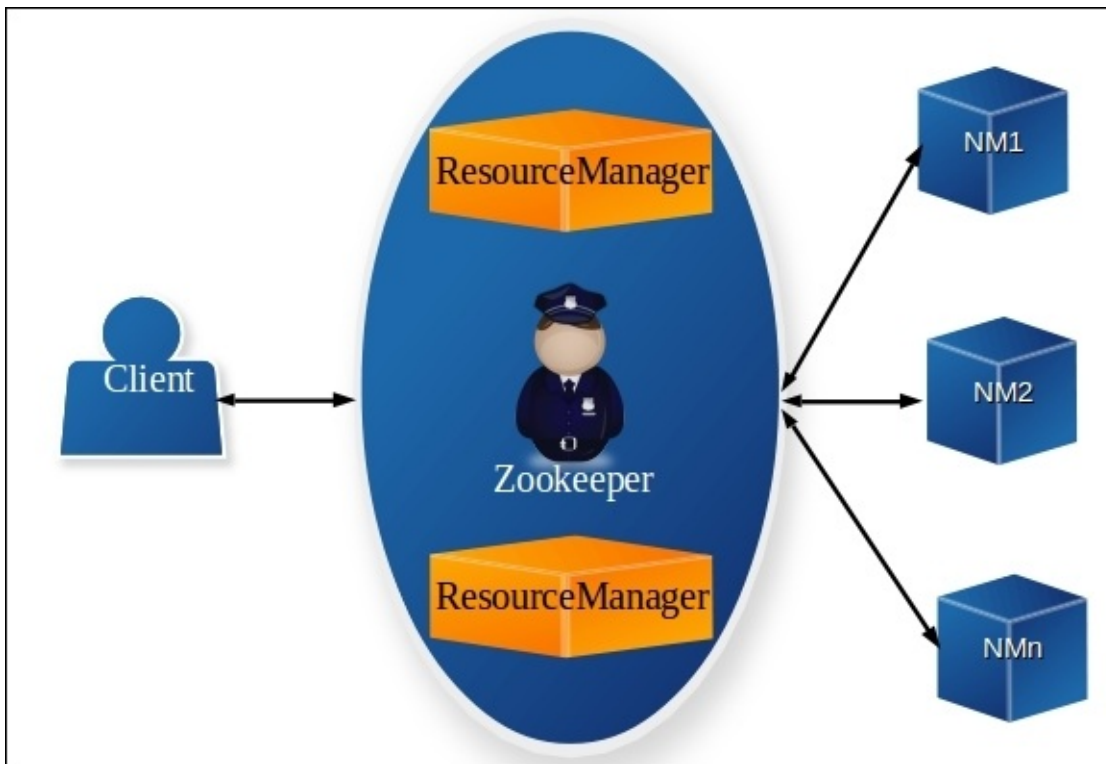 ResourceManager
NM1
Client
Zookeeper
NM2
ResourceManager
NMn